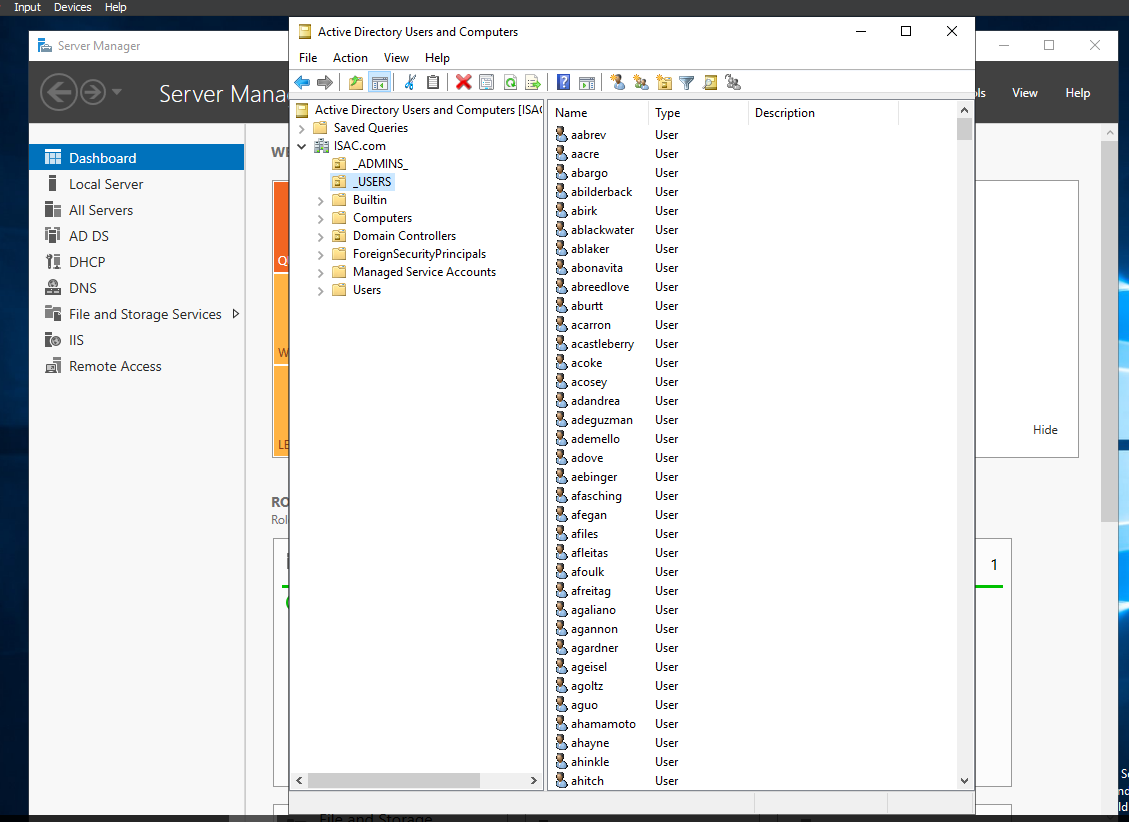 Input Devices Help
Server Manager
Active Directory Users and Computers
File Action View Help
Server
View Help
Active Directory Users and Computers
Saved Queries
ISAC.com
_ADMINS_
_USERS
Builtin
Computers
Domain Controllers
ForeignSecurityPrincipals
Managed Service Accounts
Users
Dashboard
Local Server
All Servers
AD DS
DHCP
DNS
File and Storage Services
IIS
Remote Access
Name Type Description
aabrev User
aacre User
abargo User
abilderback User
abirk User
ablackwater User
ablaker User
abonavita User
abreedlove User
aburtt User
acarron User
acastleberry User
acoke User
acosey User
adandrea User
adeguzman User
ademello User
adove User
aebinger User
afasching User
afegan User
afiles User
afleitas User
afoulk User
afreitag User
agaliano User
agannon User
agardner User
ageisel User
agoltz User
aguo User
ahamamoto User
ahayne User
ahinkle User
ahitch User
Hide
1
File and Storage